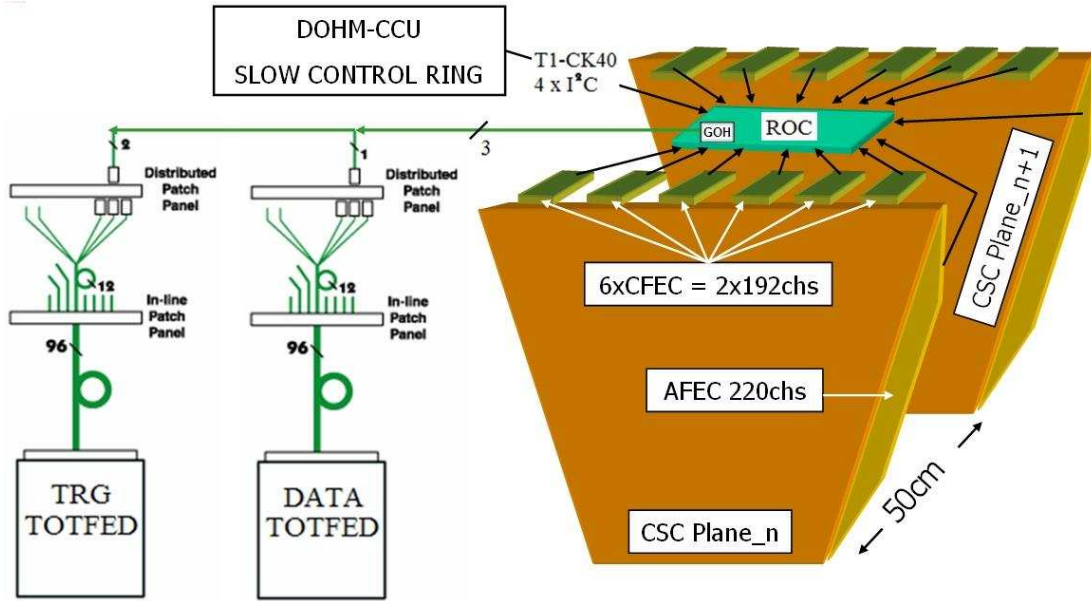 DOHM-CCU
SLOW CONTROL RING
T1-CK40
4 x I²C
GOH
ROC
2
1
3
Distributed
Patch
Panel
Distributed
Patch
Panel
12
12
In-line
Patch
Panel
In-line
Patch
Panel
96
96
TRG
TOTFED
DATA
TOTFED
6xCFEC = 2x192chs
CSC Plane_n+1
AFEC 220chs
CSC Plane_n
50cm